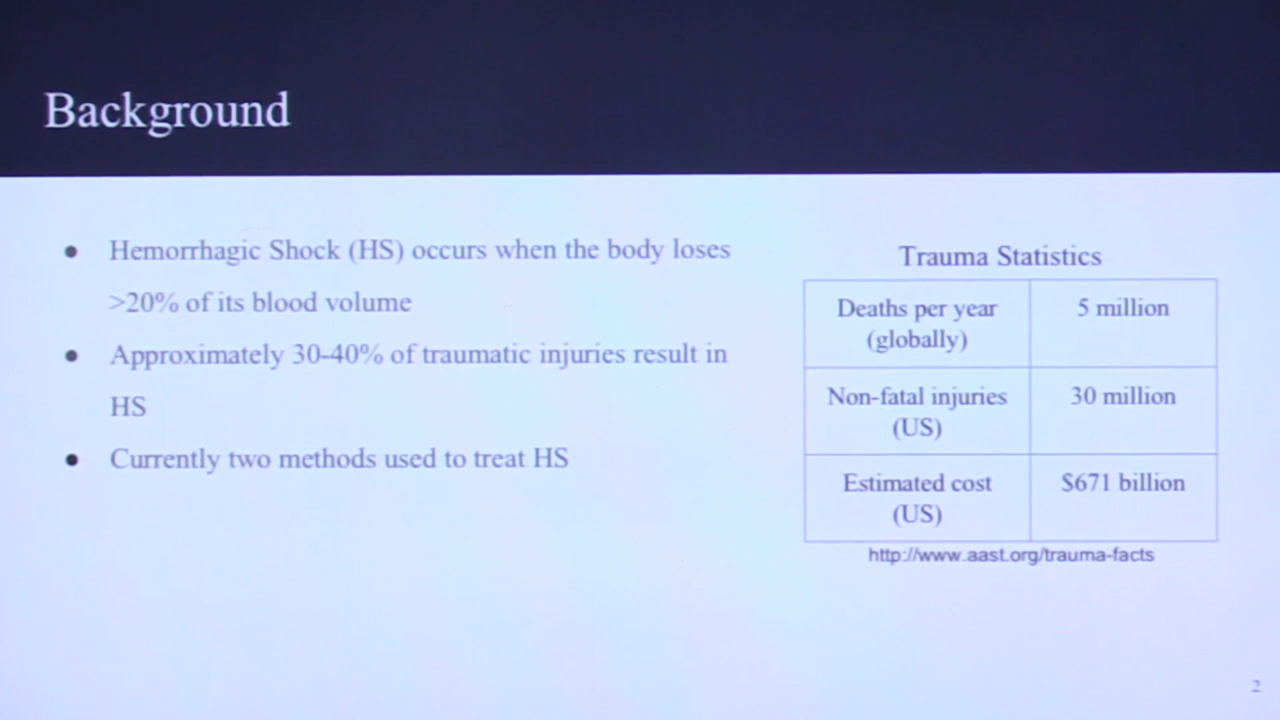 Background
● Hemorrhagic Shock (HS) occurs when the body loses
>20% of its blood volume
● Approximately 30-40% of traumatic injuries result in
HS
● Currently two methods used to treat HS
Trauma Statistics
Deaths per year
(globally)
5 million
Non-fatal injuries
(US)
30 million
Estimated cost
(US)
$671 billion
http://www.aast.org/trauma-facts
2